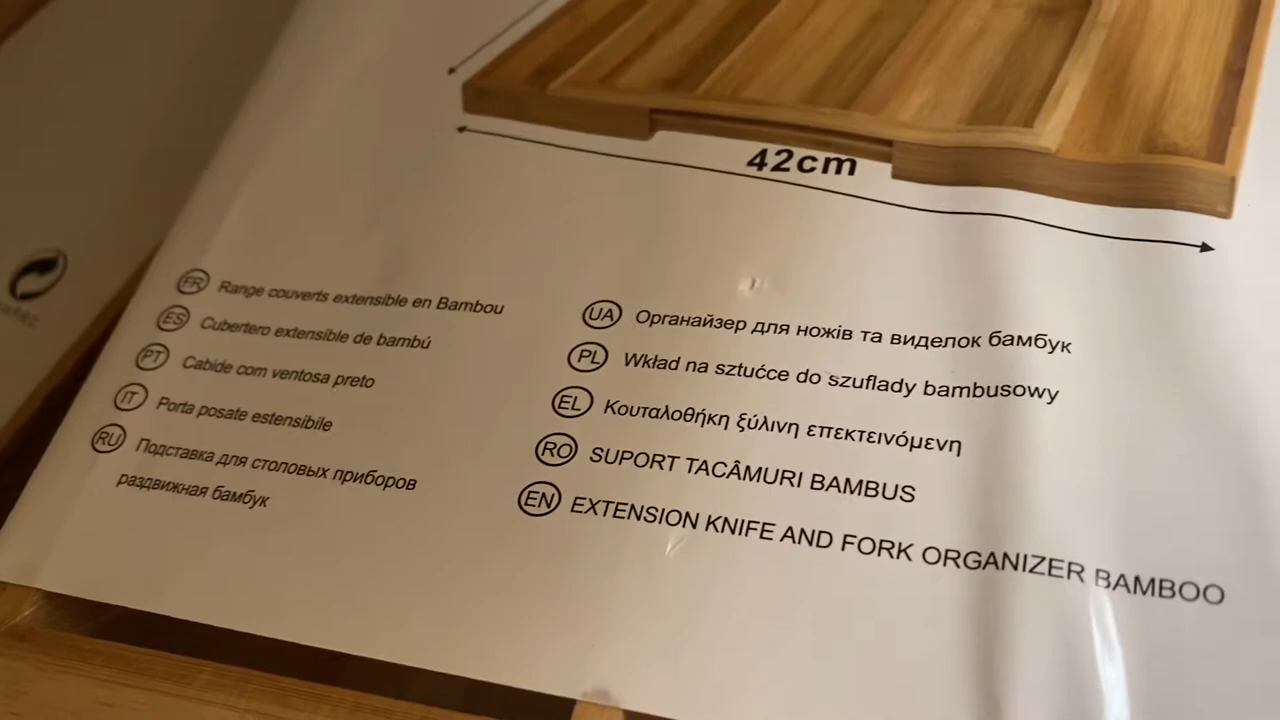 42cm
FR Range couverts extensible en Bambou
ES Cubertero extensible de bambú
PT Cabide com ventosa preto
IT Porta posate estensibile
RU Подставка для столовых приборов
раздвижная бамбук
UA Органайзер для ножів та виделок бамбук
PL Wkład na sztućce do szuflady bambusowy
EL Κουταλοθήκη ξύλινη επεκτεινόμενη
RO SUPORT TACÂMURI BAMBUS
EN EXTENSION KNIFE AND FORK ORGANIZER BAMBOO